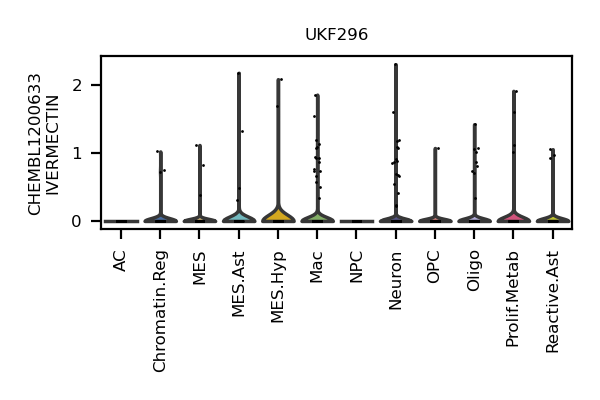 UKF296
CHEMBL1200633
IVERMECTIN
2
1
0
AC
Chromatin.Reg
MES
MES.Ast
MES.Hyp
Mac
NPC
Neuron
OPC
Oligo
Prolif.Metab
Reactive.Ast